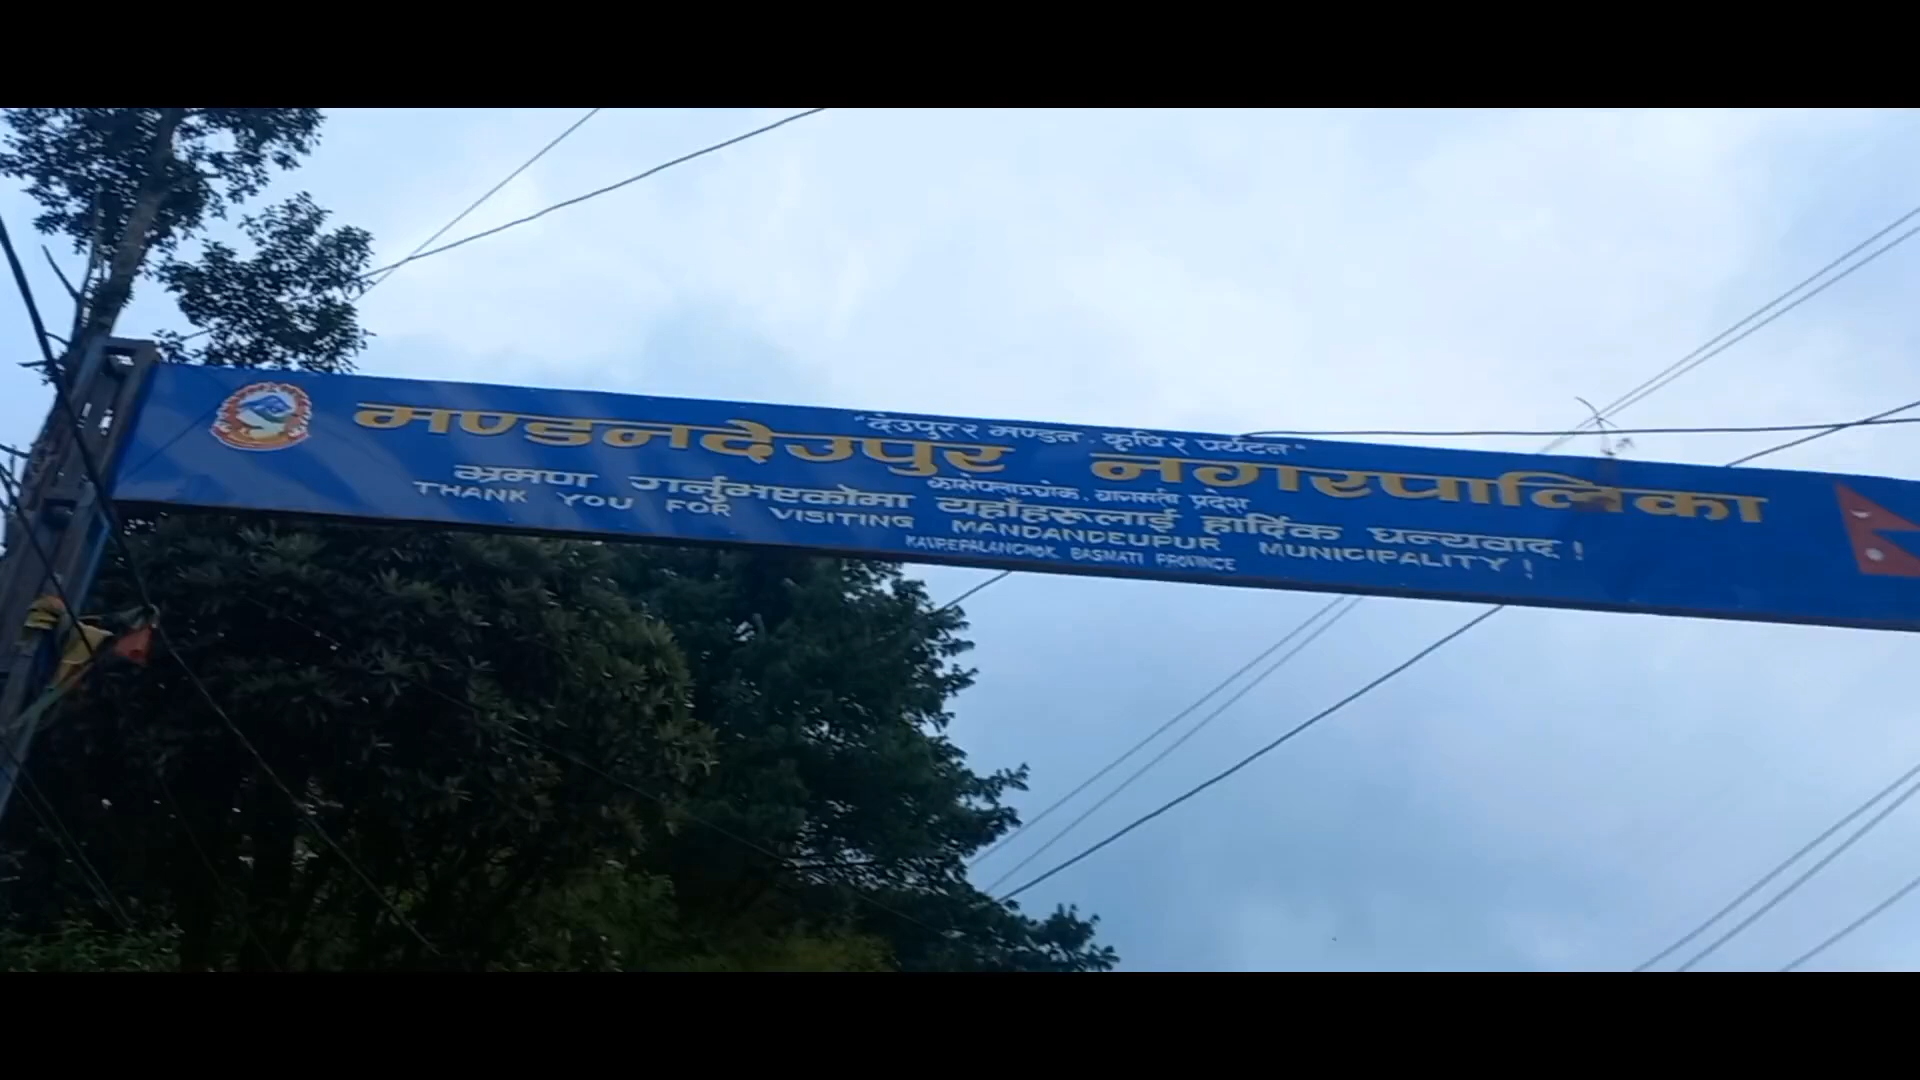 "देउपुर र मण्डन - कृषि र पर्यटन"
मण्डनदेउपुर नगरपालिका
काभ्रेपलाञ्चोक, बागमती प्रदेश
भ्रमण गर्नुभएकोमा यहाँहरूलाई हार्दिक धन्यवाद !
THANK YOU FOR VISITING MANDANDEUPUR MUNICIPALITY !
KAVREPALANCHOK, BAGMATI PROVINCE